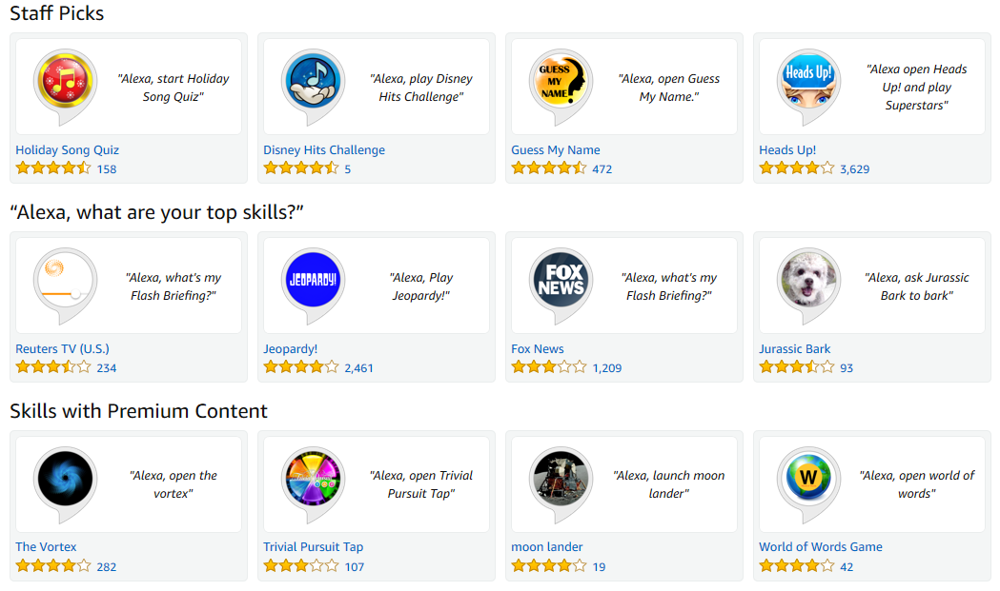 Staff Picks
"Alexa, start Holiday
Song Quiz"
"Alexa, play Disney
Hits Challenge"
GUESS
MY
NAME
"Alexa, open Guess
My Name."
Heads Up!
"Alexa open Heads
Up! and play
Superstars"
Holiday Song Quiz
158
Disney Hits Challenge
5
Guess My Name
472
Heads Up!
3,629
“Alexa, what are your top skills?”
"Alexa, what's my
Flash Briefing?"
JEOPARDY!
"Alexa, Play
Jeopardy!"
FOX
NEWS
"Alexa, what's my
Flash Briefing?"
"Alexa, ask Jurassic
Bark to bark"
Reuters TV (U.S.)
234
Jeopardy!
2,461
Fox News
1,209
Jurassic Bark
93
Skills with Premium Content
"Alexa, open the
vortex"
"Alexa, open Trivial
Pursuit Tap"
"Alexa, launch moon
lander"
W
"Alexa, open world of
words"
The Vortex
282
Trivial Pursuit Tap
107
moon lander
19
World of Words Game
42